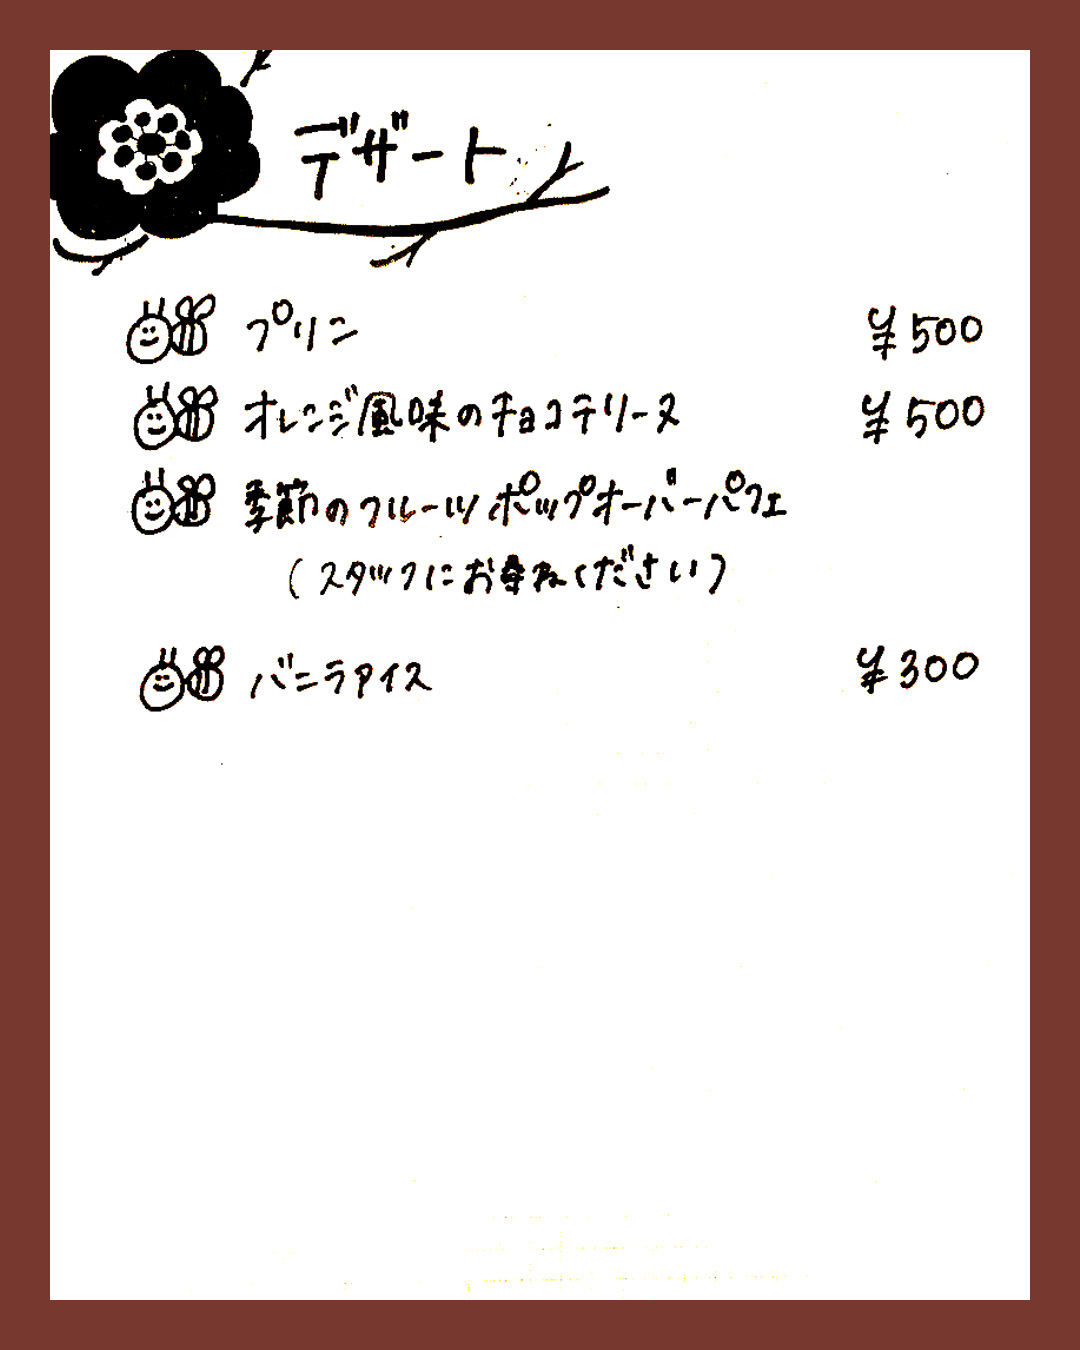 デザート
プリン ¥500
オレンジ風味のチョコテリーヌ ¥500
季節のフルーツポップオーバーパフェ
(スタッフにお尋ねください)
バニラアイス ¥300